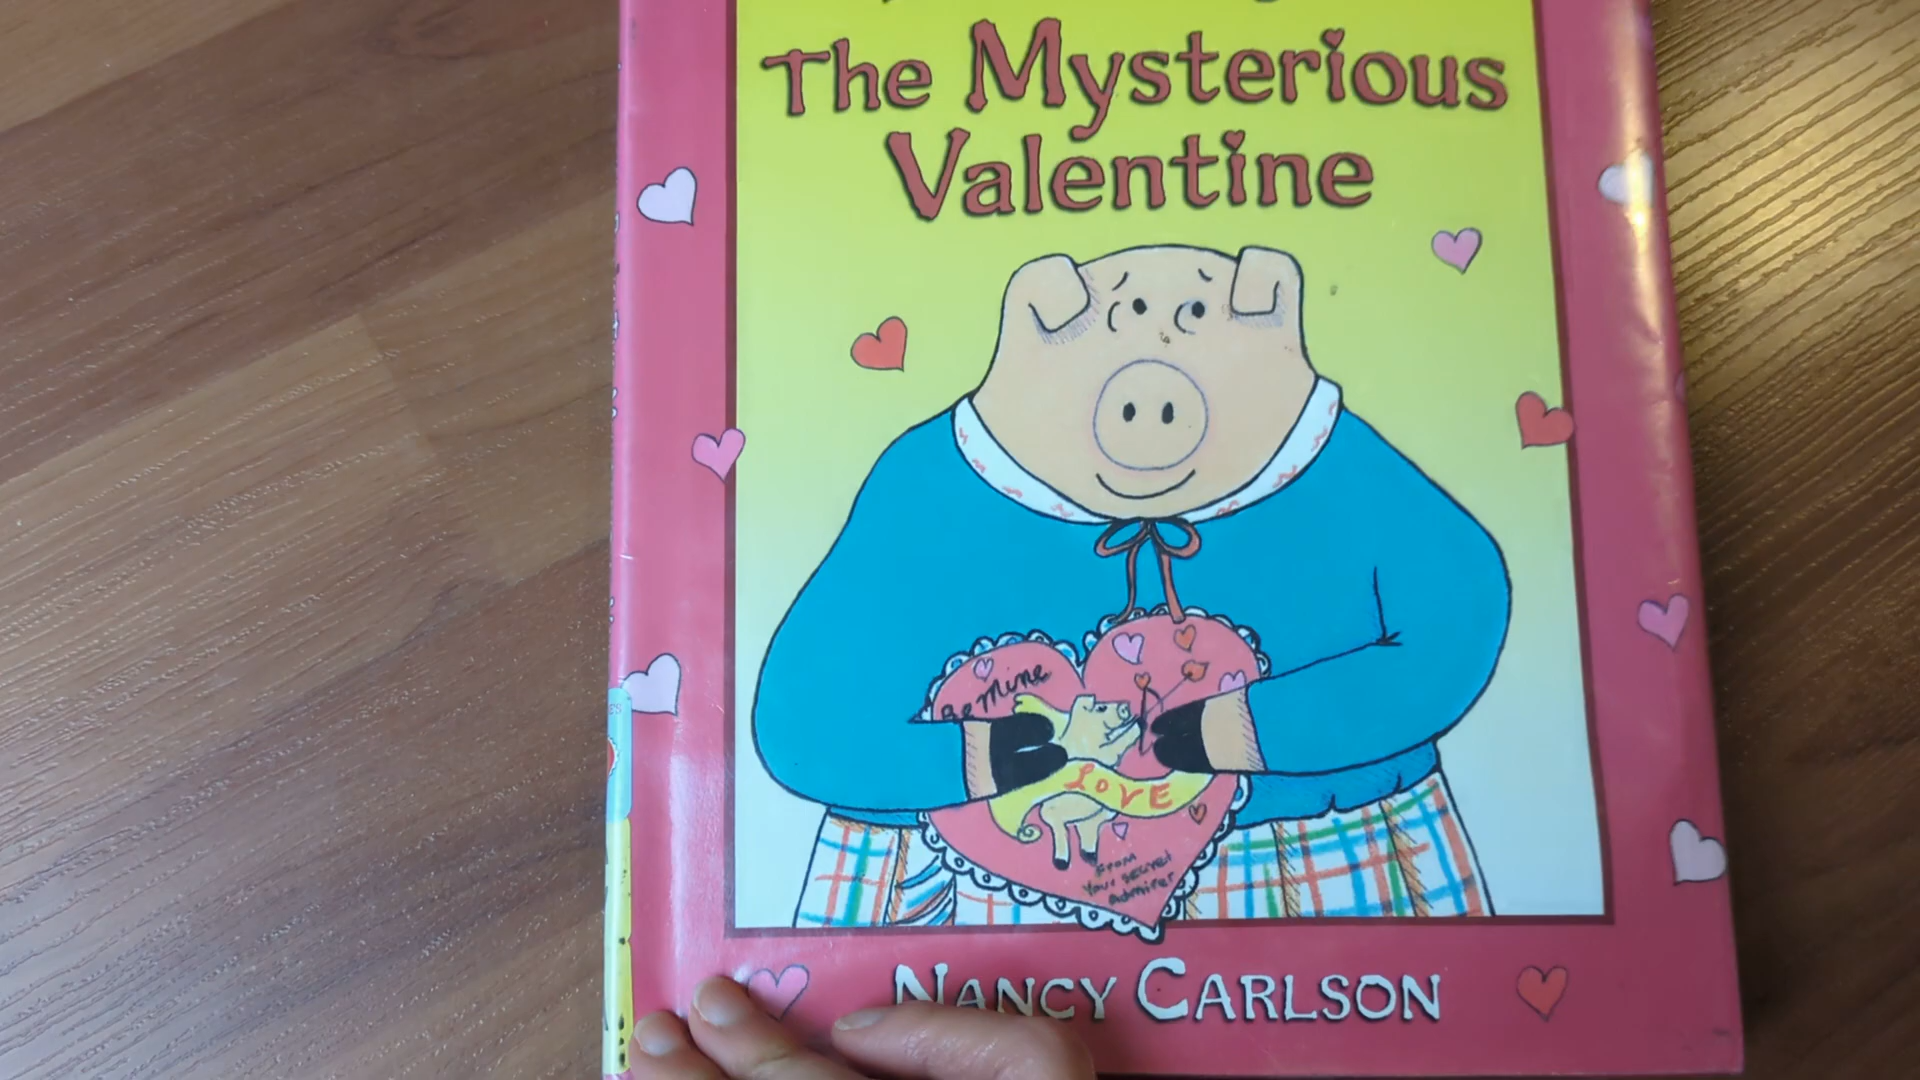 The Mysterious
Valentine
Be Mine
LOVE
From
Your secret
Admirer
NANCY CARLSON